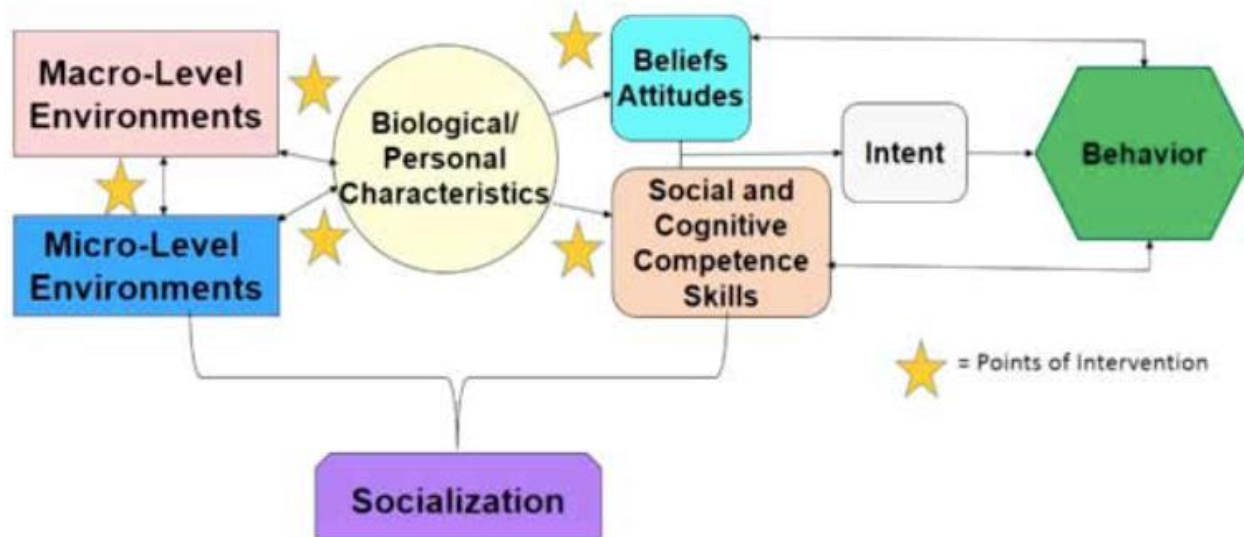 Macro-Level
Environments
Micro-Level
Environments
Biological/
Personal
Characteristics
Beliefs
Attitudes
Social and
Cognitive
Competence
Skills
Intent
Behavior
= Points of Intervention
Socialization